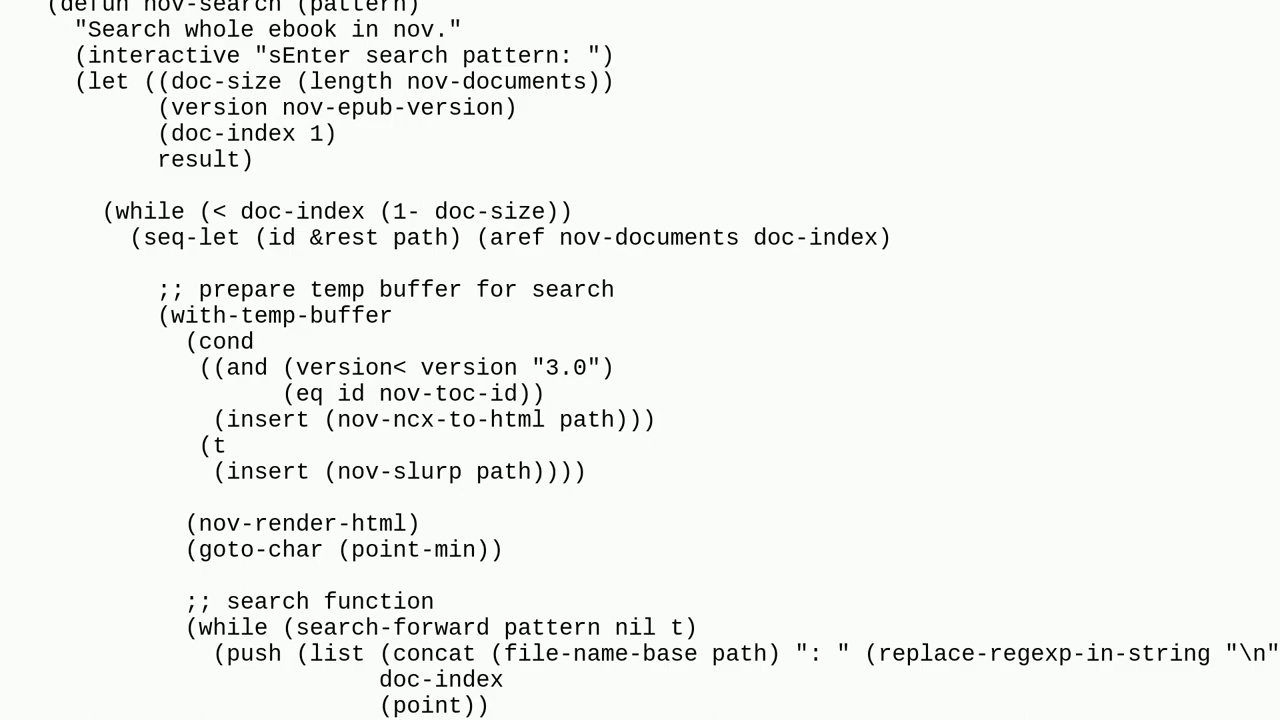 (defun nov-search (pattern)
"Search whole ebook in nov."
(interactive "sEnter search pattern: ")
(let ((doc-size (length nov-documents))
(version nov-epub-version)
(doc-index 1)
result)
(while (< doc-index (1- doc-size))
(seq-let (id &rest path) (aref nov-documents doc-index)
;; prepare temp buffer for search
(with-temp-buffer
(cond
((and (version< version "3.0")
(eq id nov-toc-id))
(insert (nov-ncx-to-html path)))
(t
(insert (nov-slurp path))))
(nov-render-html)
(goto-char (point-min))
;; search function
(while (search-forward pattern nil t)
(push (list (concat (file-name-base path) ": " (replace-regexp-in-string "\n"
doc-index
(point))